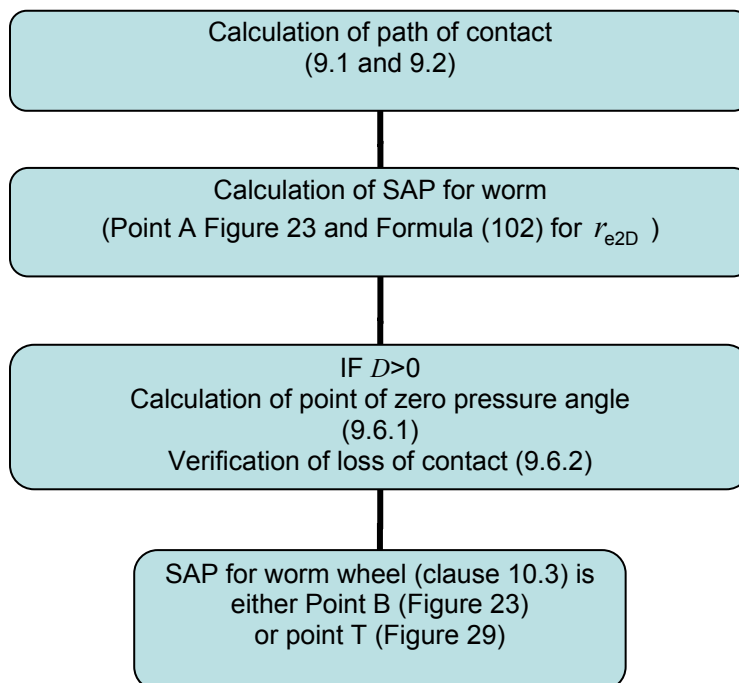 Calculation of path of contact
(9.1 and 9.2)
Calculation of SAP for worm
(Point A Figure 23 and Formula (102) for r_e2D )
IF D>0
Calculation of point of zero pressure angle
(9.6.1)
Verification of loss of contact (9.6.2)
SAP for worm wheel (clause 10.3) is
either Point B (Figure 23)
or point T (Figure 29)